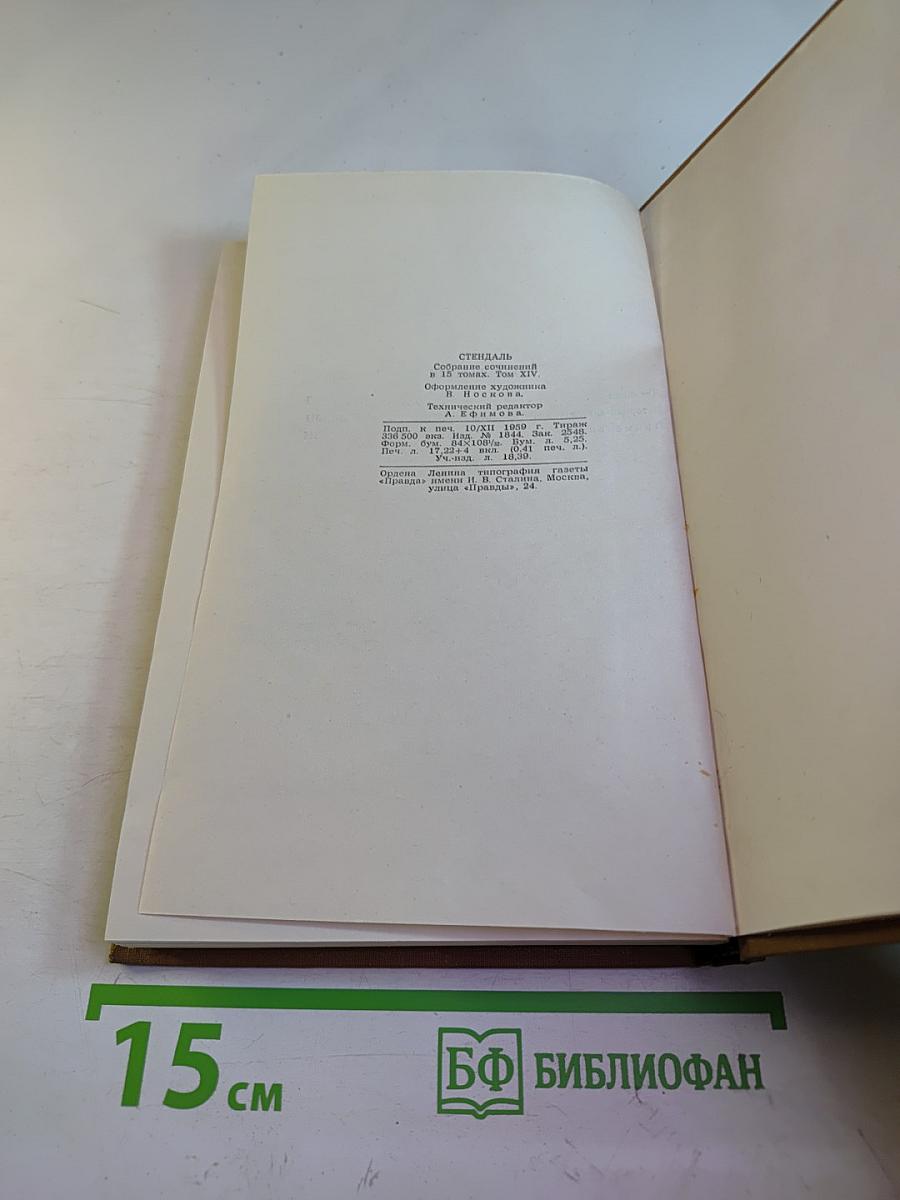 СТЕНДАЛЬ
Собрание сочинений
в 15 томах. Том XIV.
Оформление художника
В. Носкова.
Технический редактор
А. Ефимова.
Подп. к печ. 10/XII 1959 г. Тираж
336 500 экз. Изд. № 1844. Зак. 2548.
Форм. бум. 84×108¹/₃₂. Бум. л. 5,25.
Печ. л. 17,22+4 вкл. (0,41 печ. л.).
Уч.-изд. л. 18,39.
Ордена Ленина типография газеты
«Правда» имени И. В. Сталина, Москва,
улица «Правды», 24.
15 см
БФ БИБЛИОФАН